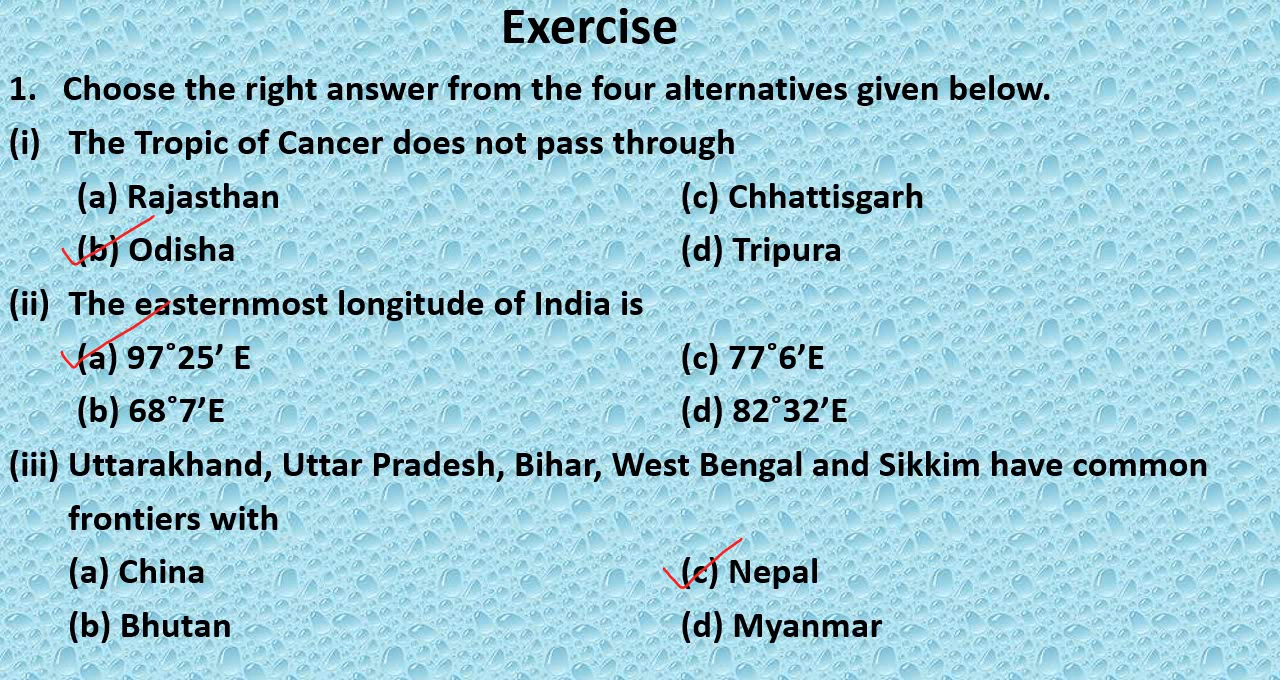 Exercise
1. Choose the right answer from the four alternatives given below.
(i) The Tropic of Cancer does not pass through
(a) Rajasthan (c) Chhattisgarh
(b) Odisha (d) Tripura
(ii) The easternmost longitude of India is
(a) 97˚25’ E (c) 77˚6’E
(b) 68˚7’E (d) 82˚32’E
(iii) Uttarakhand, Uttar Pradesh, Bihar, West Bengal and Sikkim have common
frontiers with
(a) China (c) Nepal
(b) Bhutan (d) Myanmar